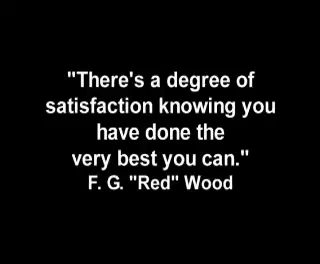 "There's a degree of
satisfaction knowing you
have done the
very best you can."
F. G. "Red" Wood